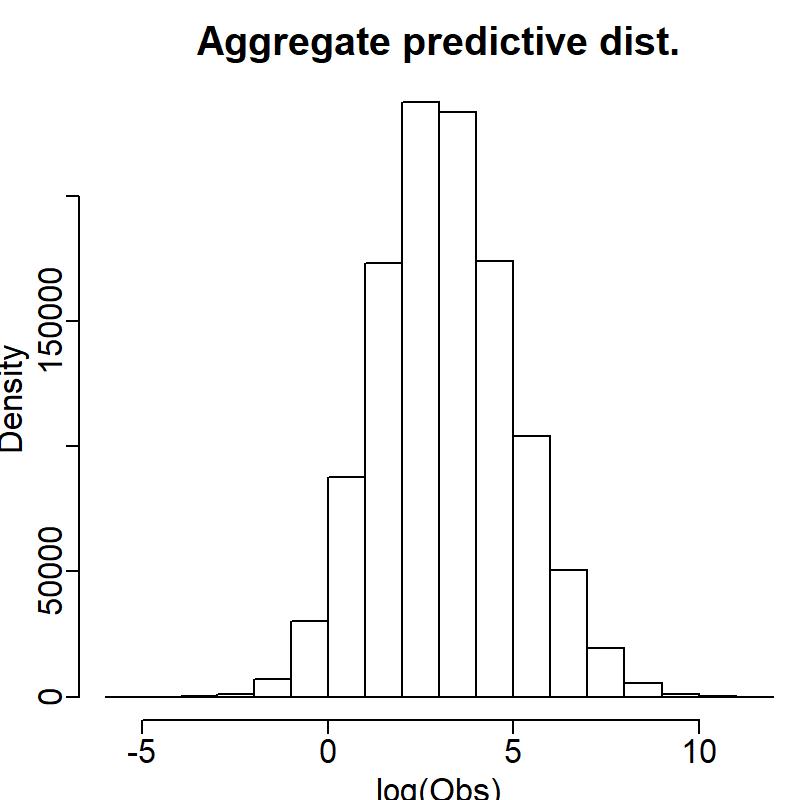 Aggregate predictive dist.
Density
150000
50000
0
-5 0 5 10
log(Obs)